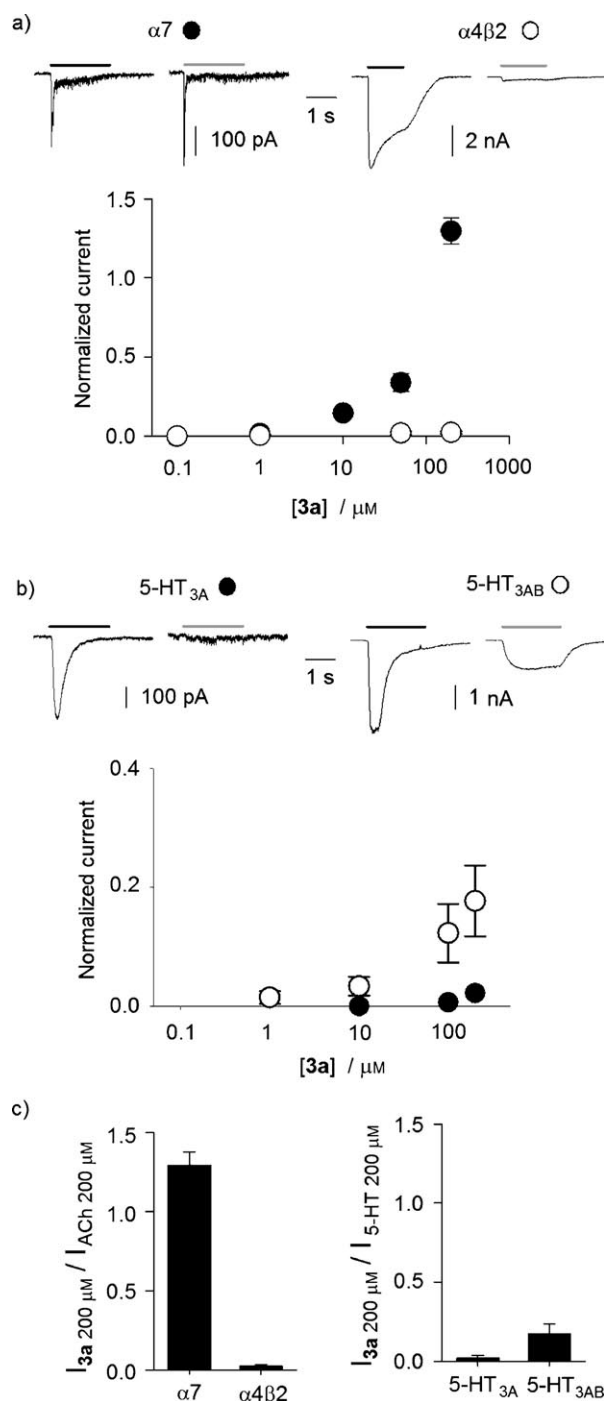 a)
α7
α4β2
1 s
100 pA
2 nA
1.5
1.0
0.5
0.0
Normalized current
0.1 1 10 100 1000
[3a] / μM
b)
5-HT3A
5-HT3AB
1 s
100 pA
1 nA
0.4
0.2
0.0
Normalized current
0.1 1 10 100
[3a] / μM
c)
I3a 200 μM / IACh 200 μM
1.5
1.0
0.5
0.0
α7 α4β2
I3a 200 μM / I5-HT 200 μM
1.5
1.0
0.5
0.0
5-HT3A 5-HT3AB